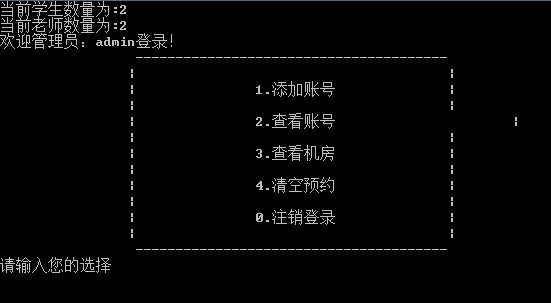 当前学生数量为:2
当前老师数量为:2
欢迎管理员：admin登录!
1.添加账号
2.查看账号
3.查看机房
4.清空预约
0.注销登录
请输入您的选择